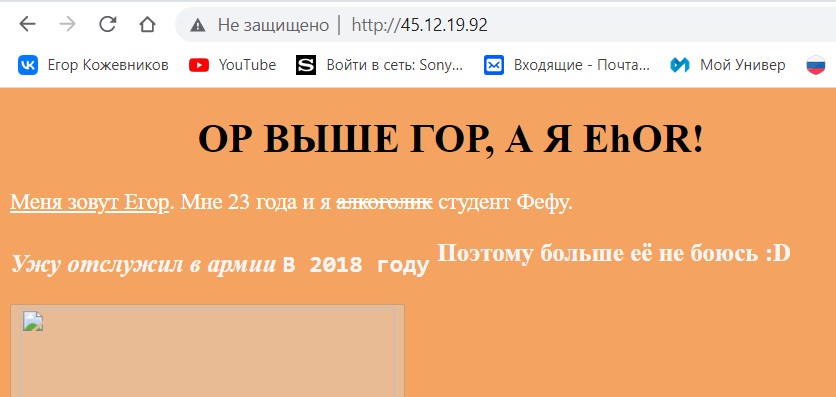 Не защищено | http://45.12.19.92
Егор Кожевников YouTube Войти в сеть: Sony... Входящие - Почта... Мой Универ
ОР ВЫШЕ ГОР, А Я EhOR!
Меня зовут Егор. Мне 23 года и я алкоголик студент Фефу.
Ужу отслужил в армии В 2018 году Поэтому больше её не боюсь :D